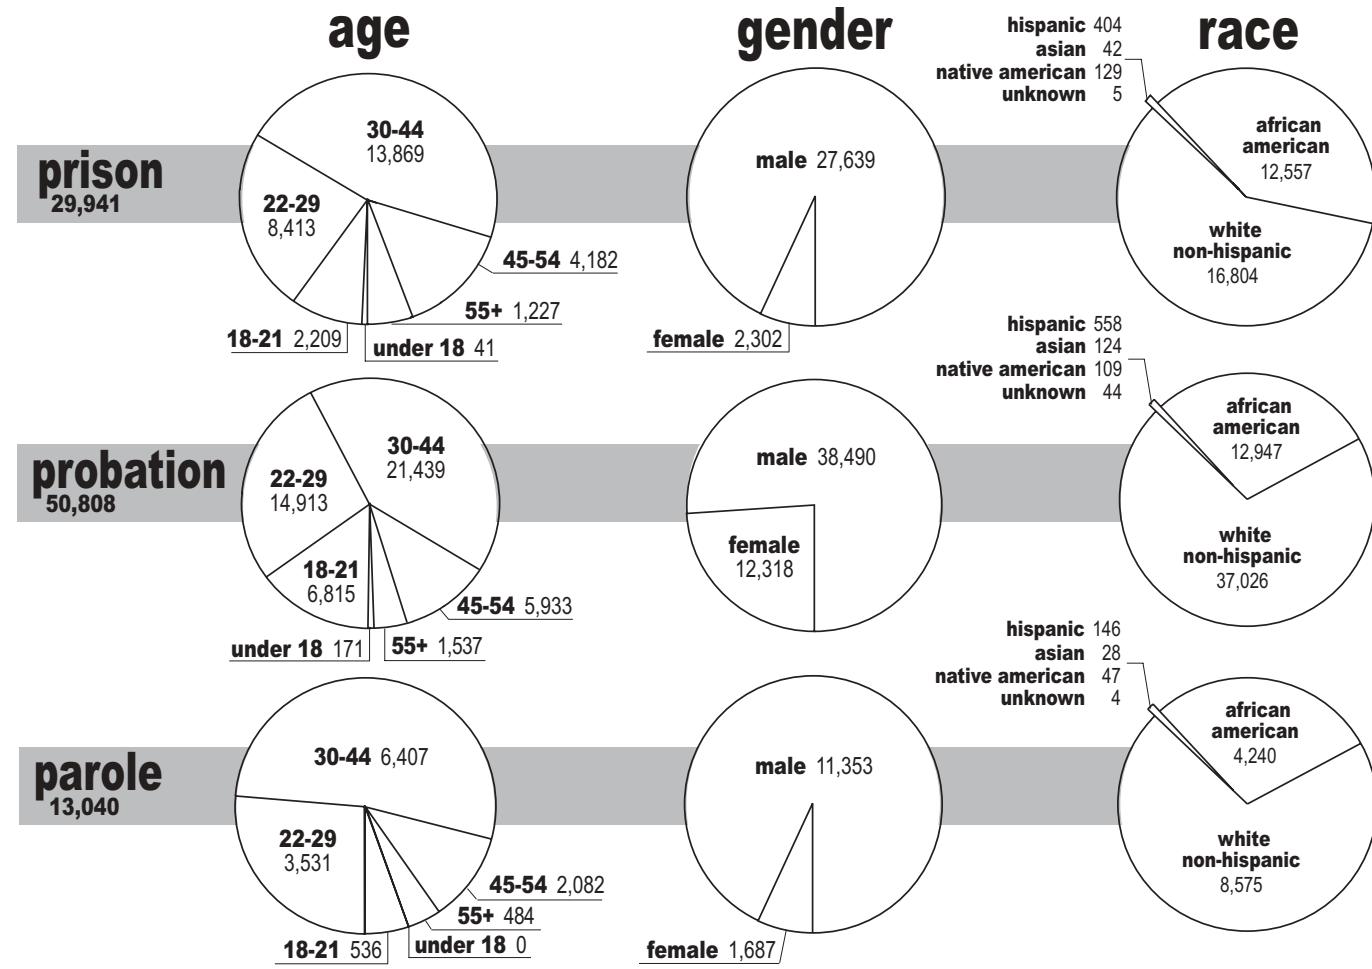 age
gender
race
prison
29,941
30-44
13,869
22-29
8,413
45-54 4,182
55+ 1,227
18-21 2,209
under 18 41
male 27,639
female 2,302
hispanic 404
asian 42
native american 129
unknown 5
african
american
12,557
white
non-hispanic
16,804
probation
50,808
30-44
21,439
22-29
14,913
18-21
6,815
45-54 5,933
under 18 171
55+ 1,537
male 38,490
female
12,318
hispanic 558
asian 124
native american 109
unknown 44
african
american
12,947
white
non-hispanic
37,026
parole
13,040
30-44 6,407
22-29
3,531
45-54 2,082
55+ 484
18-21 536
under 18 0
male 11,353
female 1,687
hispanic 146
asian 28
native american 47
unknown 4
african
american
4,240
white
non-hispanic
8,575